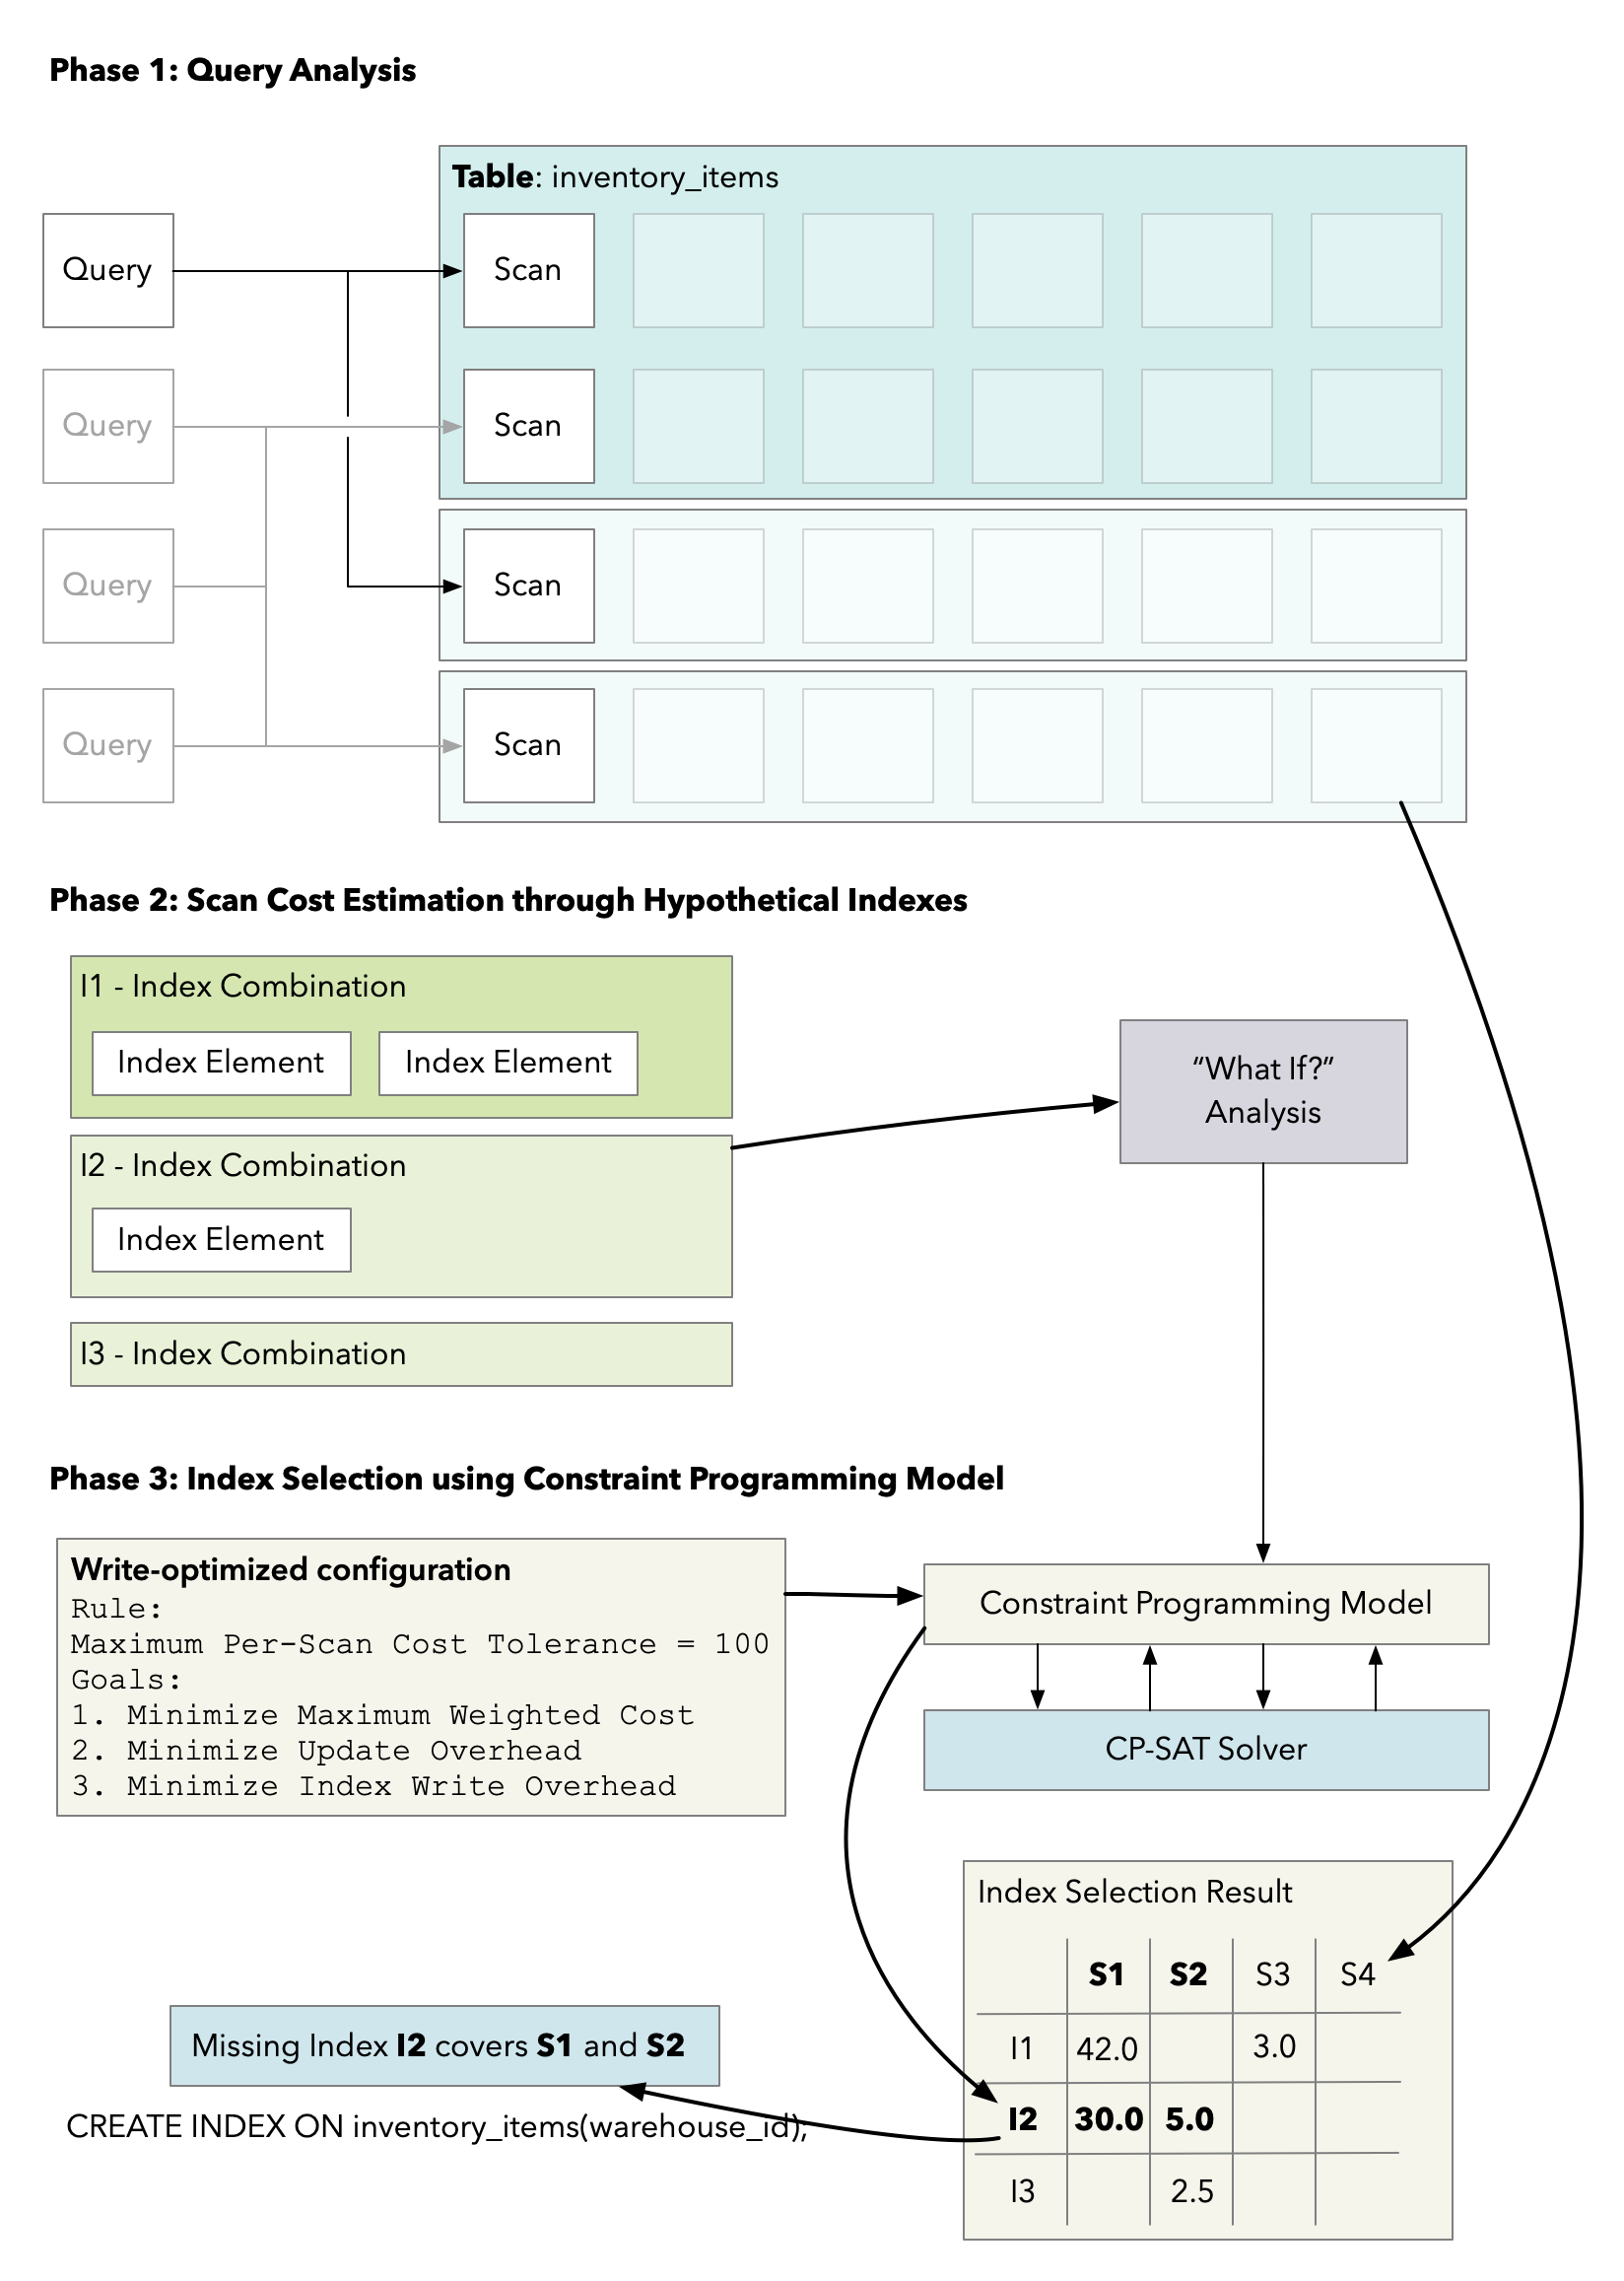 Phase 1: Query Analysis
Table: inventory_items
Query
Scan
Query
Scan
Query
Scan
Query
Scan
Phase 2: Scan Cost Estimation through Hypothetical Indexes
I1 - Index Combination
Index Element
Index Element
“What If?”
Analysis
I2 - Index Combination
Index Element
I3 - Index Combination
Phase 3: Index Selection using Constraint Programming Model
Write-optimized configuration
Rule:
Maximum Per-Scan Cost Tolerance = 100
Goals:
1. Minimize Maximum Weighted Cost
2. Minimize Update Overhead
3. Minimize Index Write Overhead
Constraint Programming Model
CP-SAT Solver
Index Selection Result
S1 S2 S3 S4
I1 42.0 3.0
I2 30.0 5.0
I3 2.5
Missing Index I2 covers S1 and S2
CREATE INDEX ON inventory_items(warehouse_id);